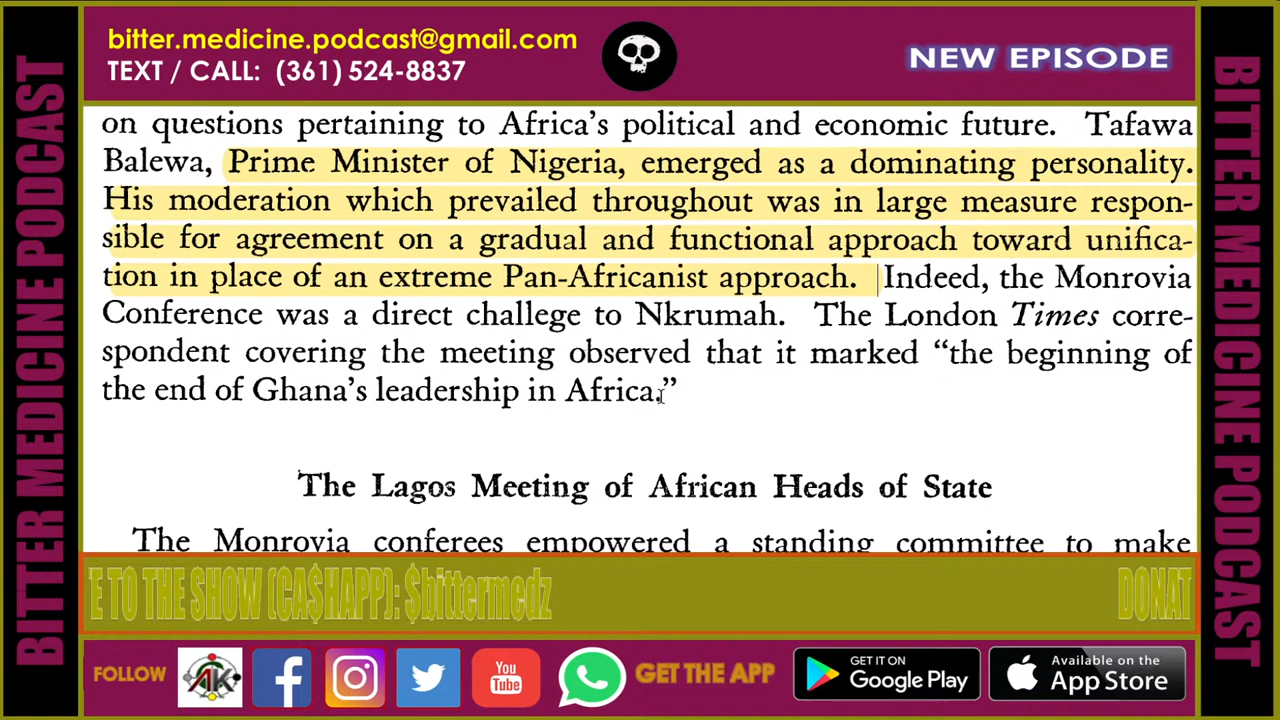 bitter.medicine.podcast@gmail.com
TEXT / CALL: (361) 524-8837
NEW EPISODE
BITTER MEDICINE PODCAST
on questions pertaining to Africa's political and economic future. Tafawa
Balewa, Prime Minister of Nigeria, emerged as a dominating personality.
His moderation which prevailed throughout was in large measure respon-
sible for agreement on a gradual and functional approach toward unifica-
tion in place of an extreme Pan-Africanist approach. Indeed, the Monrovia
Conference was a direct challege to Nkrumah. The London Times corre-
spondent covering the meeting observed that it marked “the beginning of
the end of Ghana's leadership in Africa.”
The Lagos Meeting of African Heads of State
The Monrovia conferees empowered a standing committee to make
BITTER MEDICINE PODCAST
E TO THE SHOW (CA$HAPP): $bittermedz
DONAT
FOLLOW
ATK
You
Tube
GET THE APP
GET IT ON
Google Play
Available on the
App Store